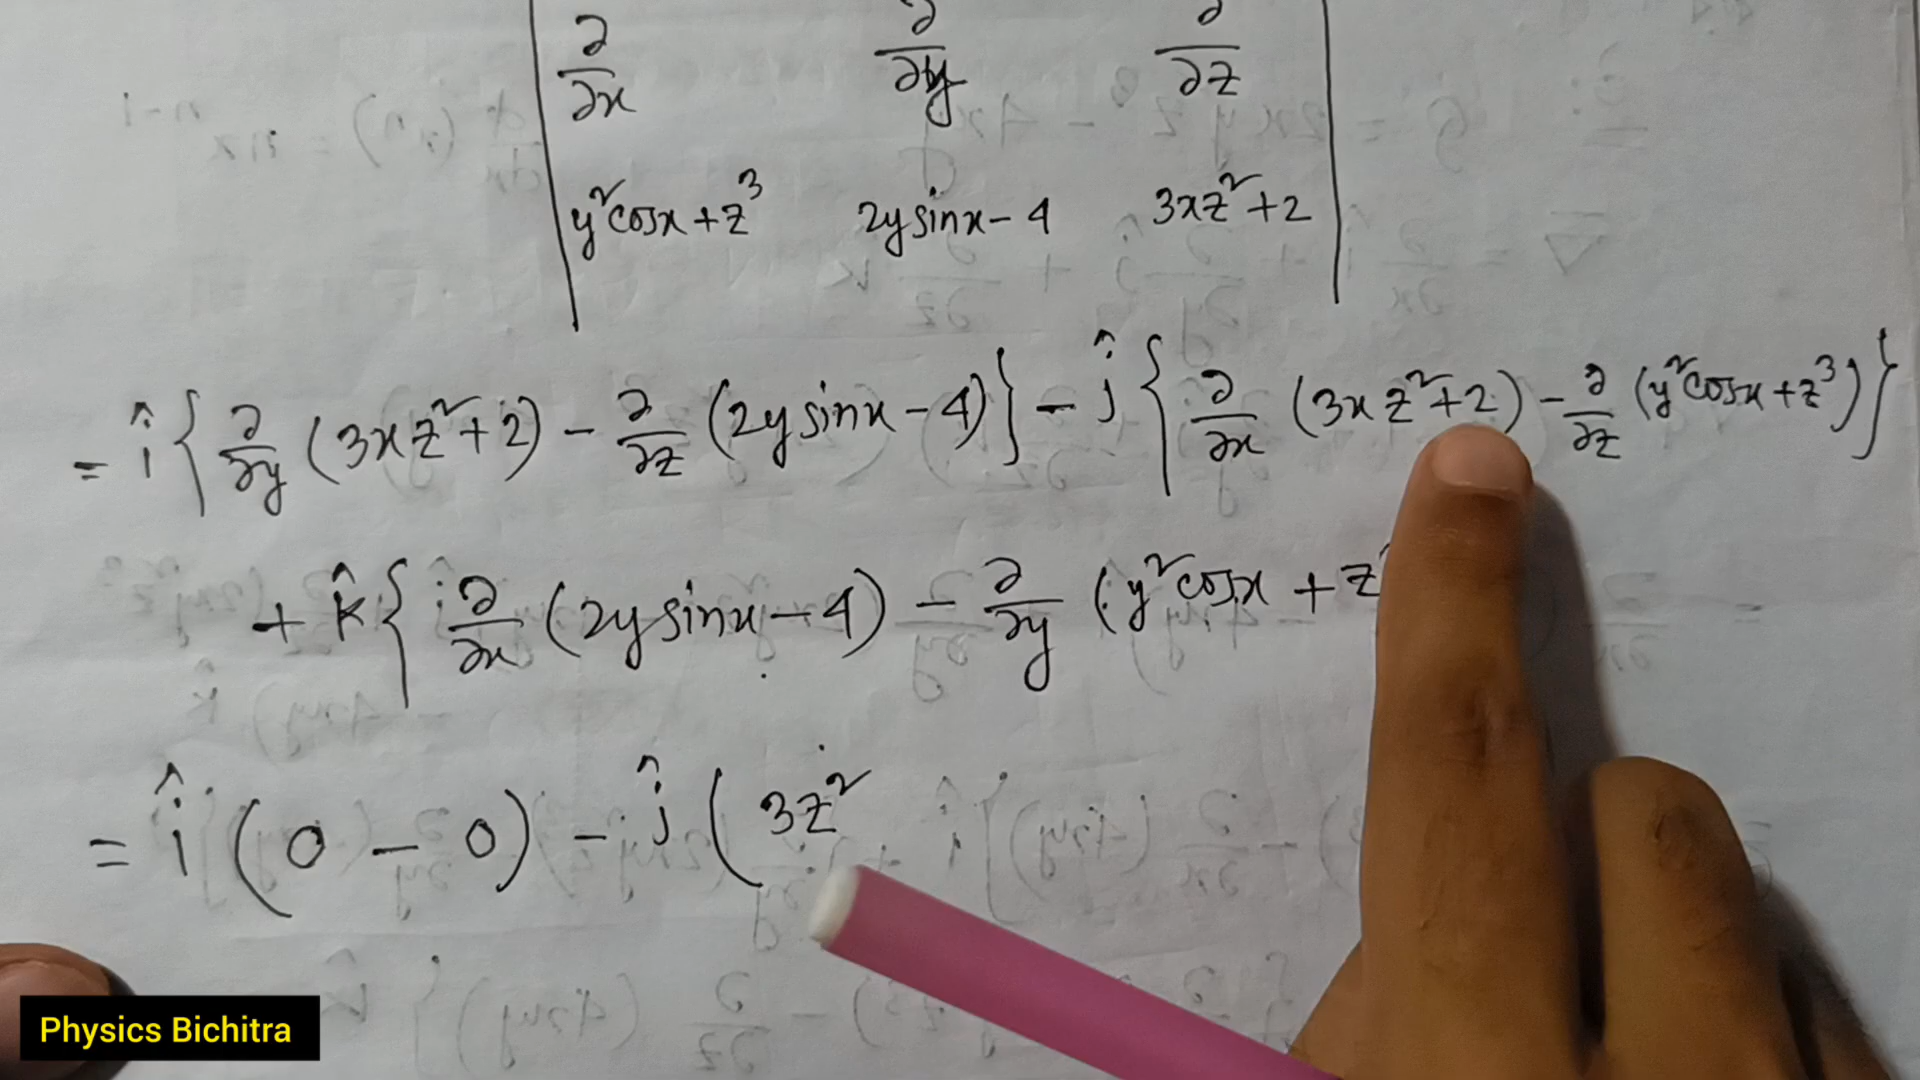 ∂/∂x ∂/∂y ∂/∂z
y²cosx + z³ 2y sinx - 4 3xz² + 2
= î { ∂/∂y (3xz² + 2) - ∂/∂z (2y sinx - 4) } - ĵ { ∂/∂x (3xz² + 2) - ∂/∂z (y²cosx + z³) }
+ k̂ { ∂/∂x (2y sinx - 4) - ∂/∂y (y²cosx + z
= î (0 - 0) - ĵ (3z²
Physics Bichitra